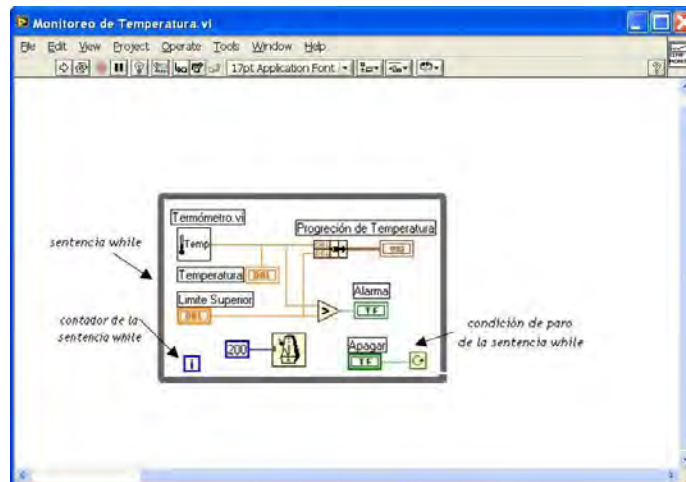 Monitoreo de Temperatura.vi
File Edit View Project Operate Tools Window Help
17pt Application Font
Termómetro.vi
Temp
Progreción de Temperatura
sentencia while
Temperatura
DBL
Limite Superior
DBL
Alarma
TF
contador de la
sentencia while
condición de paro
de la sentencia while
200
Apagar
TF
i